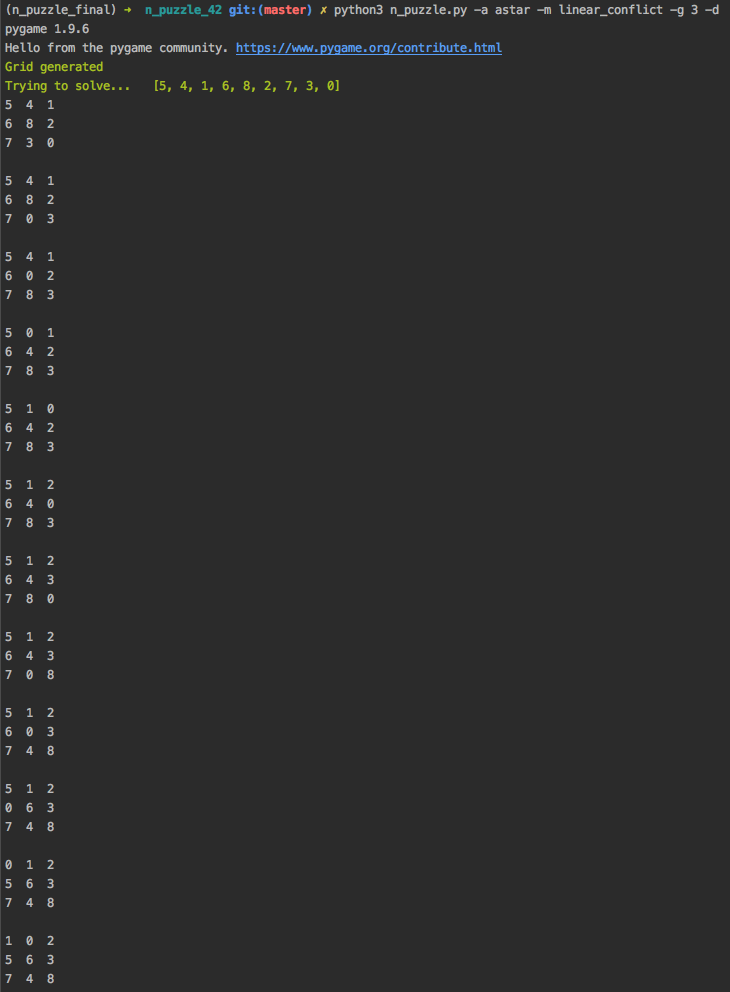 (n_puzzle_final) → n_puzzle_42 git:(master) ✗ python3 n_puzzle.py -a astar -m linear_conflict -g 3 -d
pygame 1.9.6
Hello from the pygame community. https://www.pygame.org/contribute.html
Grid generated
Trying to solve... [5, 4, 1, 6, 8, 2, 7, 3, 0]
5 4 1
6 8 2
7 3 0
5 4 1
6 8 2
7 0 3
5 4 1
6 0 2
7 8 3
5 0 1
6 4 2
7 8 3
5 1 0
6 4 2
7 8 3
5 1 2
6 4 0
7 8 3
5 1 2
6 4 3
7 8 0
5 1 2
6 4 3
7 0 8
5 1 2
6 0 3
7 4 8
5 1 2
0 6 3
7 4 8
0 1 2
5 6 3
7 4 8
1 0 2
5 6 3
7 4 8